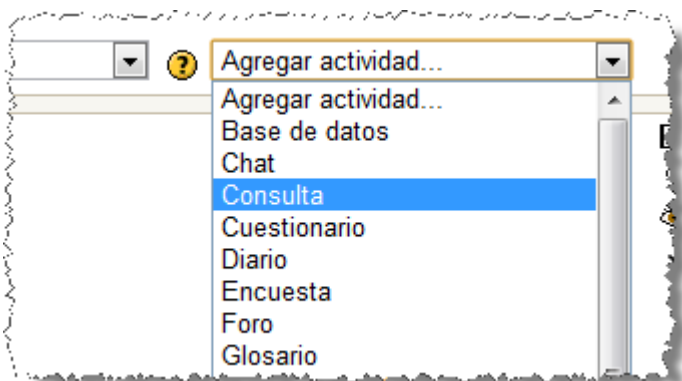 Agregar actividad...
Agregar actividad...
Base de datos
Chat
Consulta
Cuestionario
Diario
Encuesta
Foro
Glosario